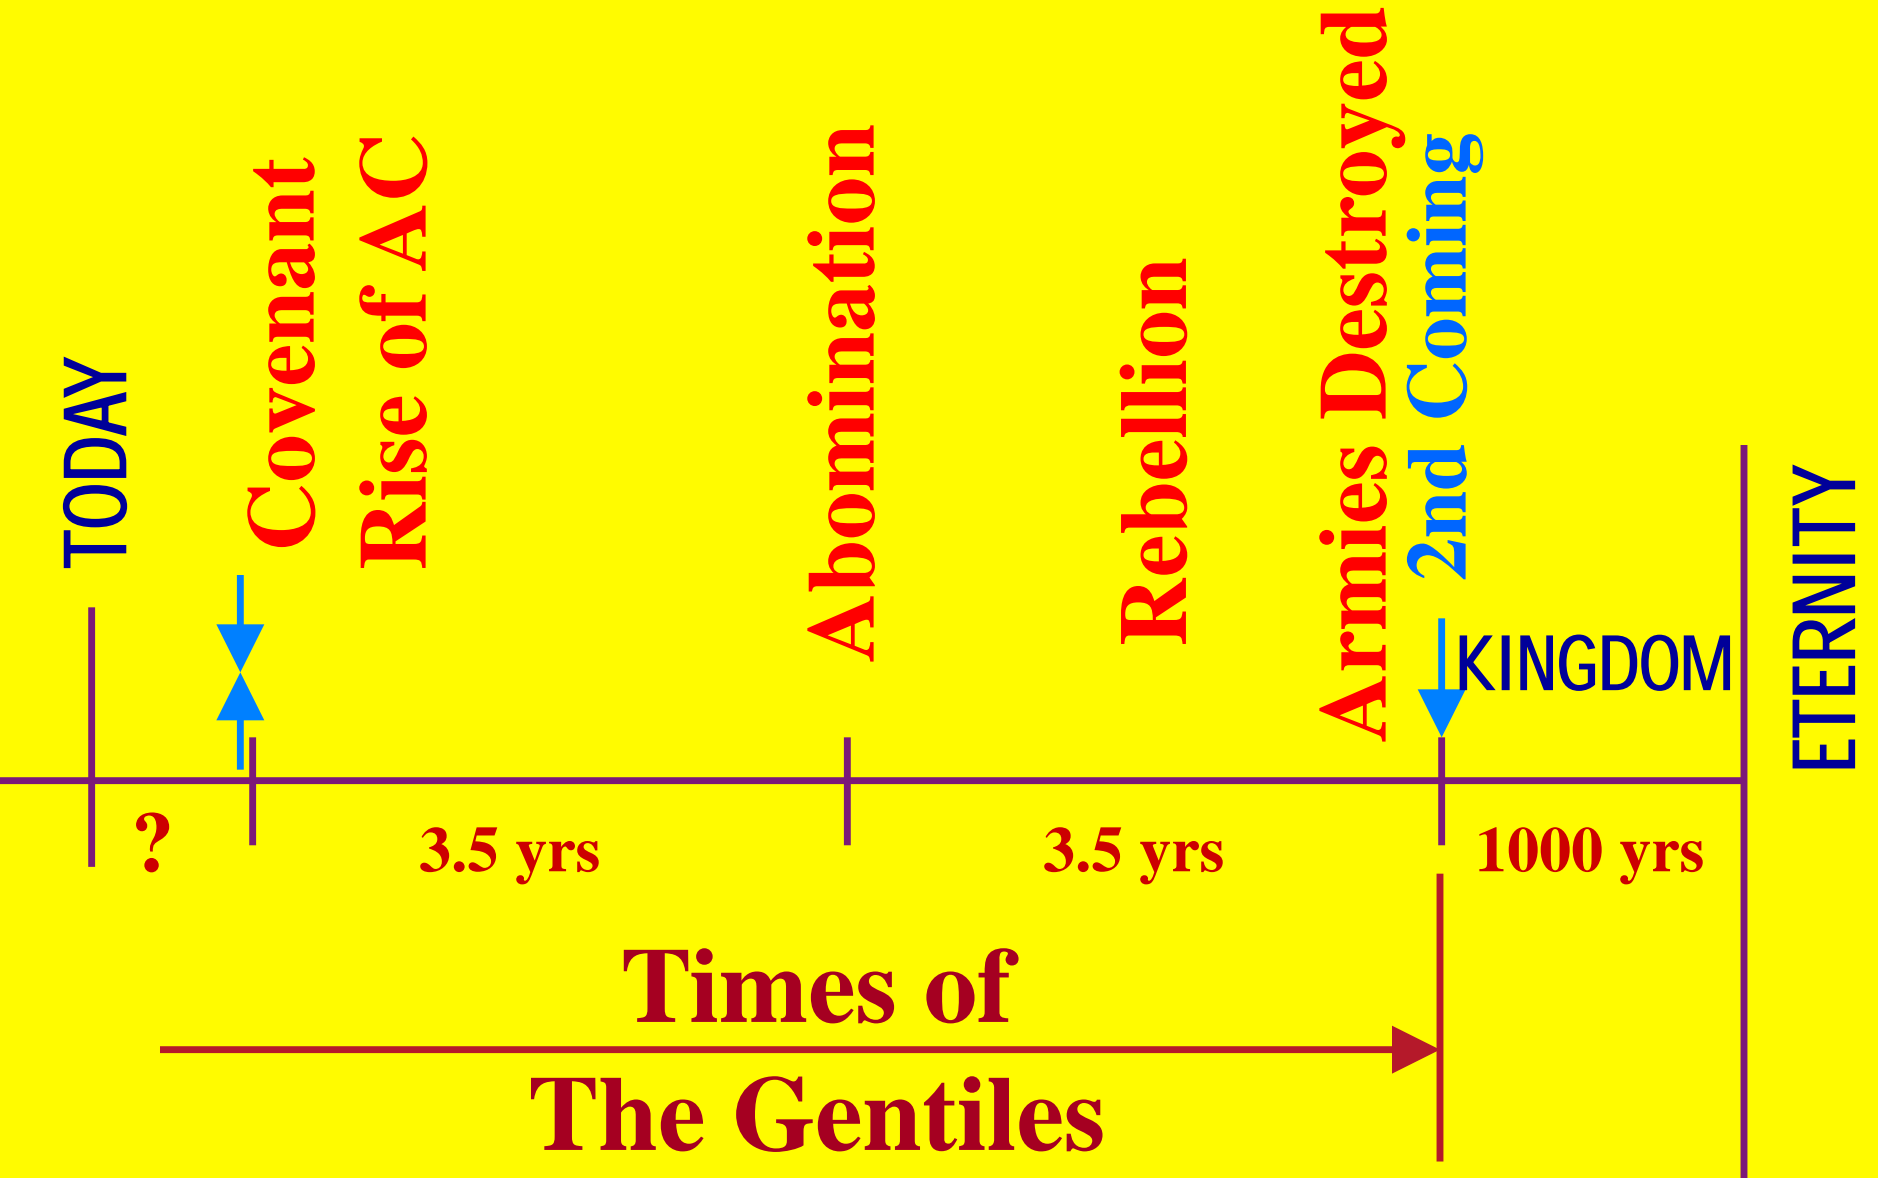 TODAY
Covenant
Rise of AC
Abomination
Rebellion
Armies Destroyed
2nd Coming
KINGDOM
ETERNITY
?
3.5 yrs
3.5 yrs
1000 yrs
Times of
The Gentiles